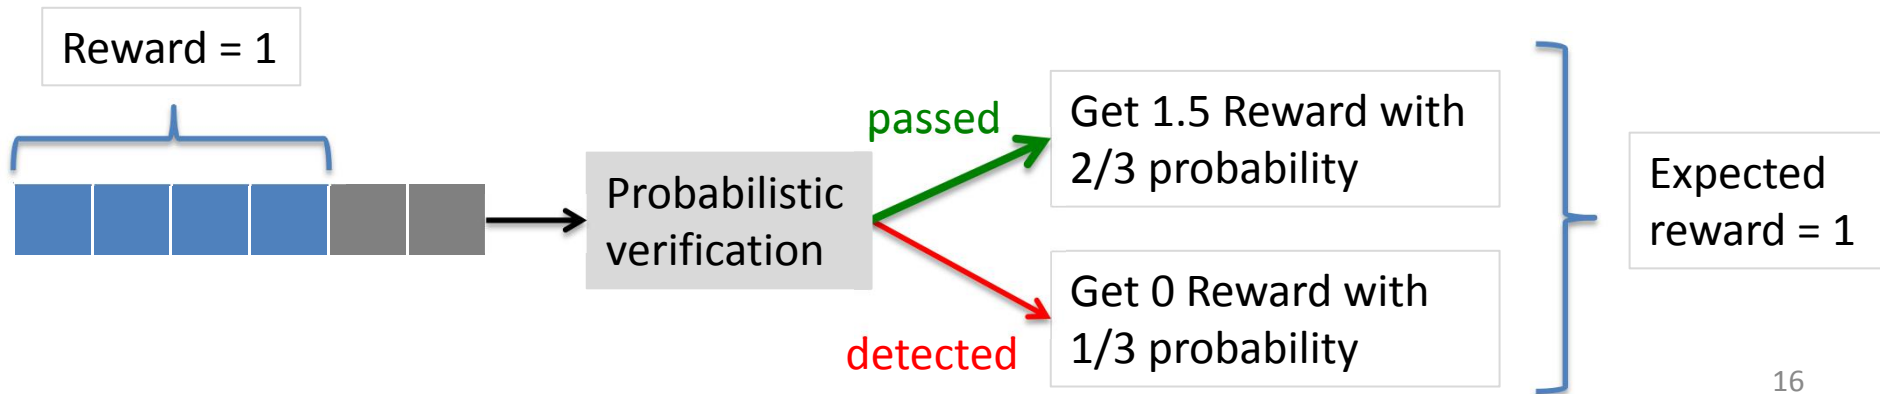 Reward = 1
passed
Probabilistic
verification
detected
Get 1.5 Reward with
2/3 probability
Get 0 Reward with
1/3 probability
Expected
reward = 1
16